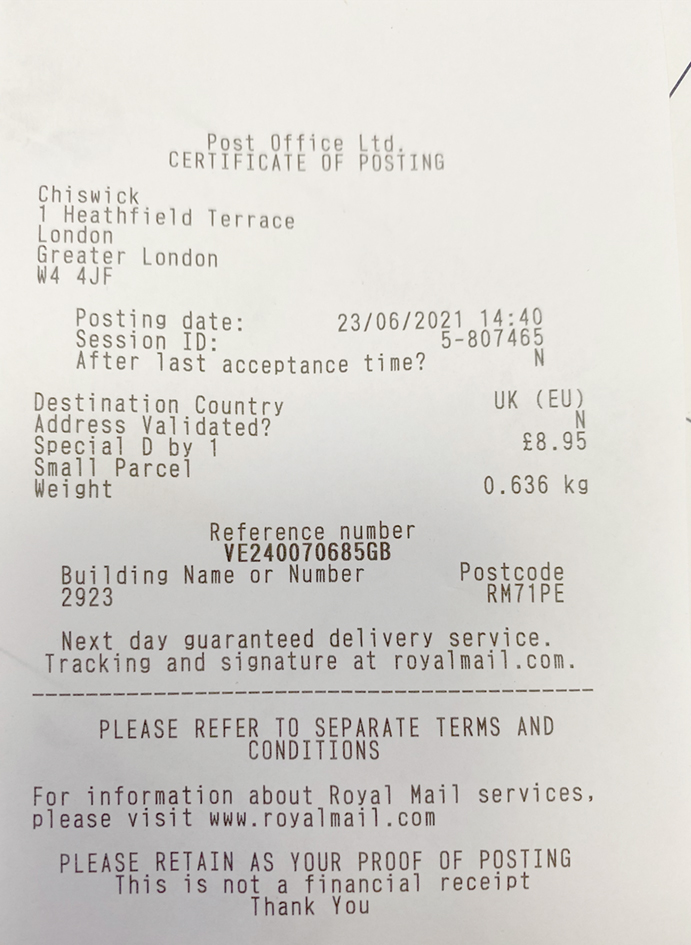 Post Office Ltd.
CERTIFICATE OF POSTING
Chiswick
1 Heathfield Terrace
London
Greater London
W4 4JF
Posting date: 23/06/2021 14:40
Session ID: 5-807465
After last acceptance time? N
Destination Country UK (EU)
Address Validated? N
Special D by 1 £8.95
Small Parcel
Weight 0.636 kg
Reference number
VE240070685GB
Building Name or Number Postcode
2923 RM71PE
Next day guaranteed delivery service.
Tracking and signature at royalmail.com.
PLEASE REFER TO SEPARATE TERMS AND
CONDITIONS
For information about Royal Mail services,
please visit www.royalmail.com
PLEASE RETAIN AS YOUR PROOF OF POSTING
This is not a financial receipt
Thank You